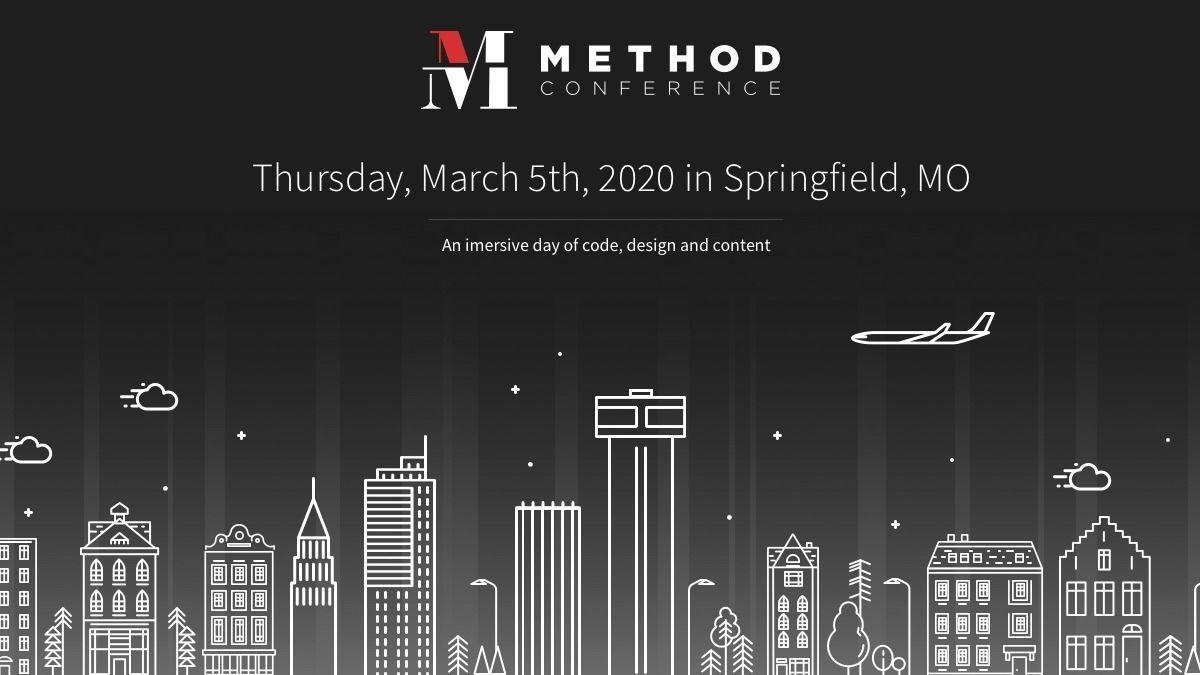 M
METHOD
CONFERENCE
Thursday, March 5th, 2020 in Springfield, MO
An imersive day of code, design and content